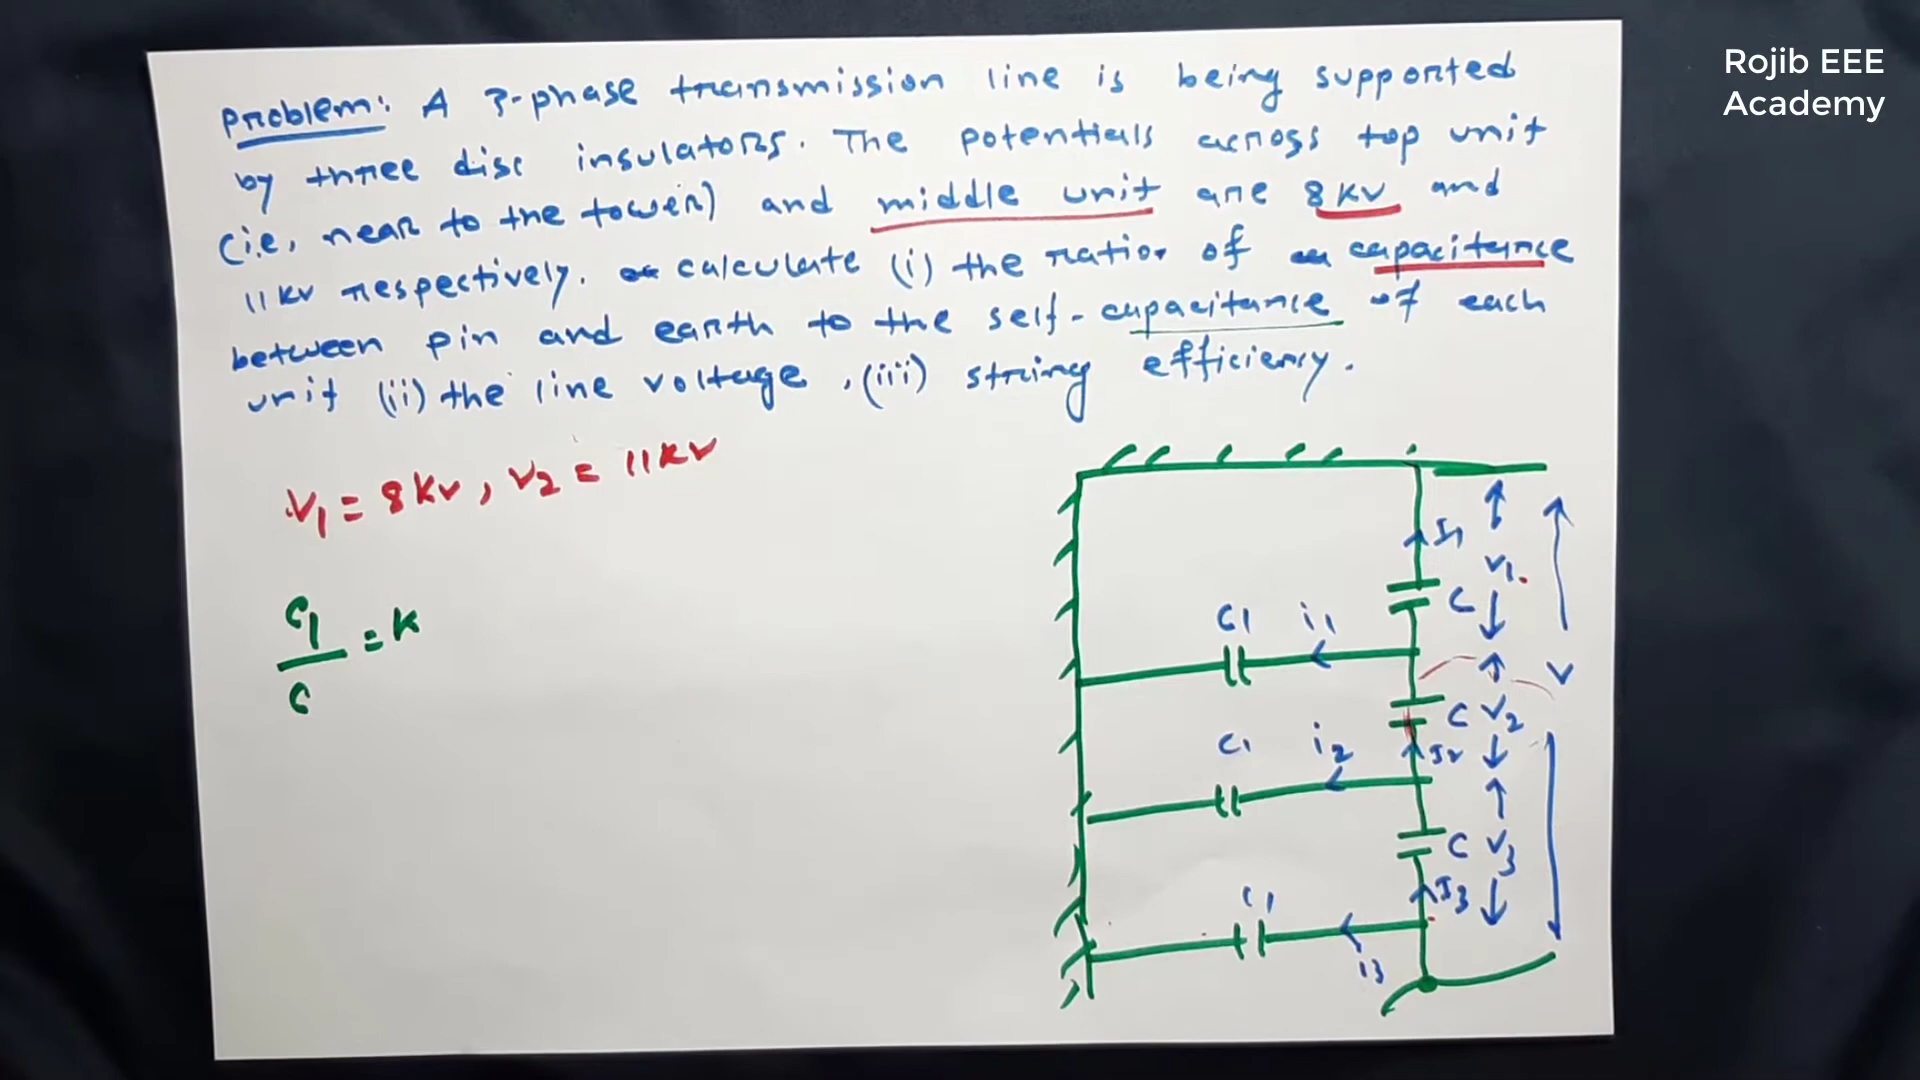 Rojib EEE
Academy
Problem: A 3-phase transmission line is being supported
by three disc insulators. The potentials across top unit
(i.e, near to the tower) and middle unit are 8 kV and
11 kV respectively. calculate (i) the ratio of capacitance
between pin and earth to the self-capacitance of each
unit (ii) the line voltage, (iii) string efficiency.
V1 = 8 KV, V2 = 11 KV
C1
C
= K
I1
V1
C
C1 i1
V
C V2
C1 i2
I2
C V3
I3
C1
i3